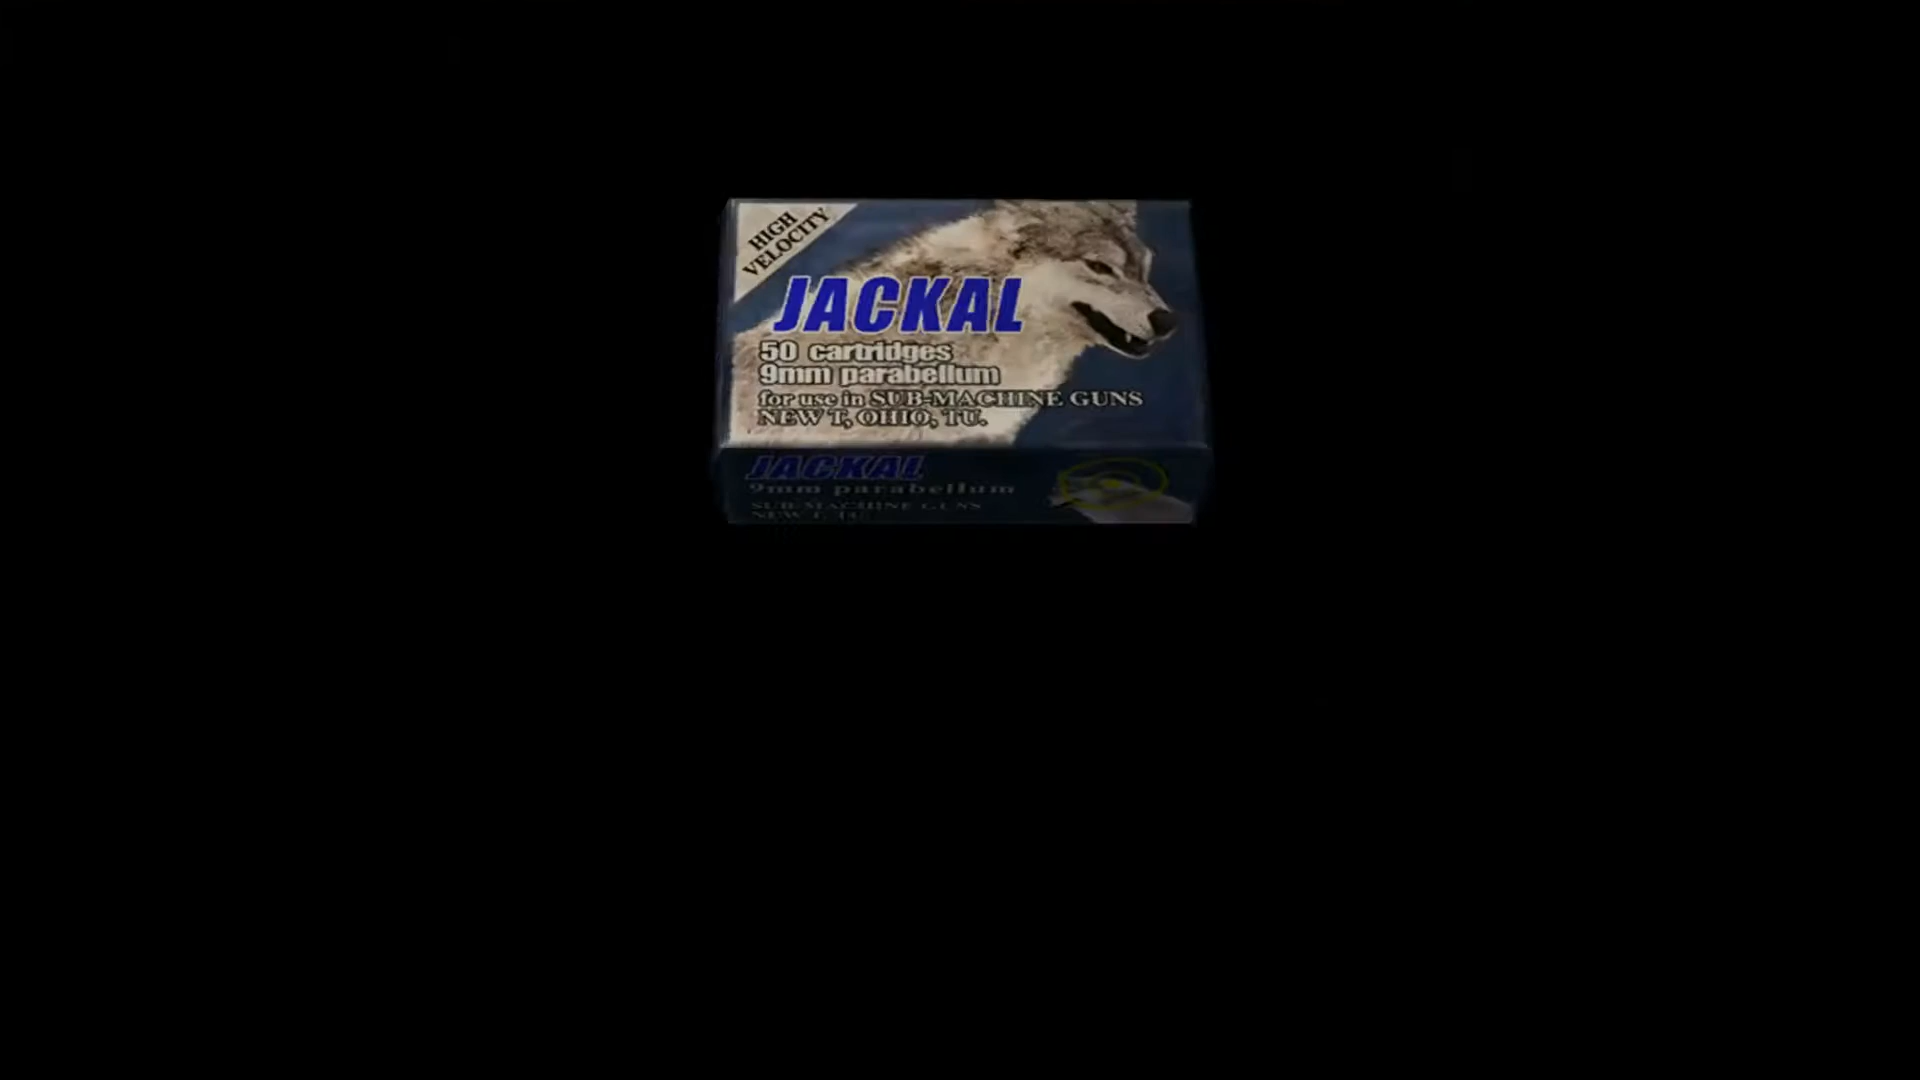 HIGH
VELOCITY
JACKAL
50 cartridges
9mm parabellum
for use in SUB-MACHINE GUNS
NEW T, OHIO, TU.
JACKAL
9mm parabellum
SUB-MACHINE GUNS
NEW T,